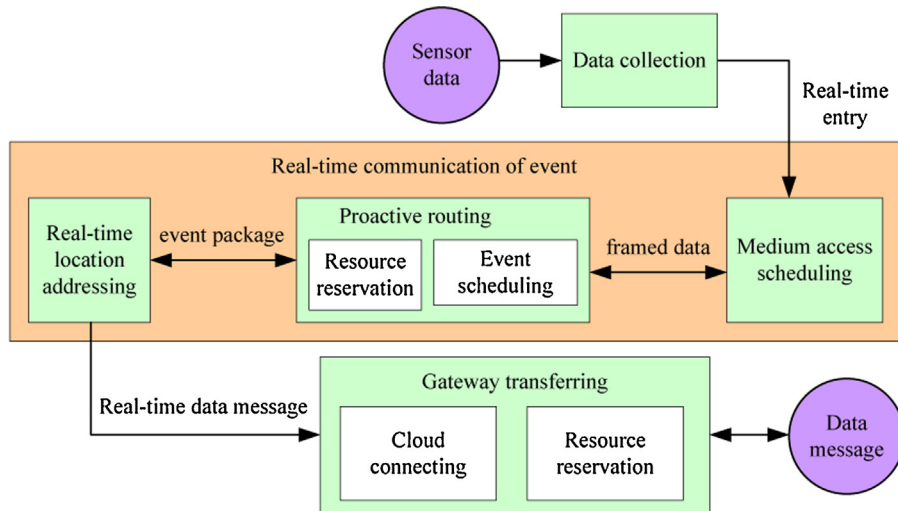 Sensor
data
Data collection
Real-time
entry
Real-time communication of event
Real-time
location
addressing
event package
Proactive routing
Resource
reservation
Event
scheduling
framed data
Medium access
scheduling
Real-time data message
Gateway transferring
Cloud
connecting
Resource
reservation
Data
message